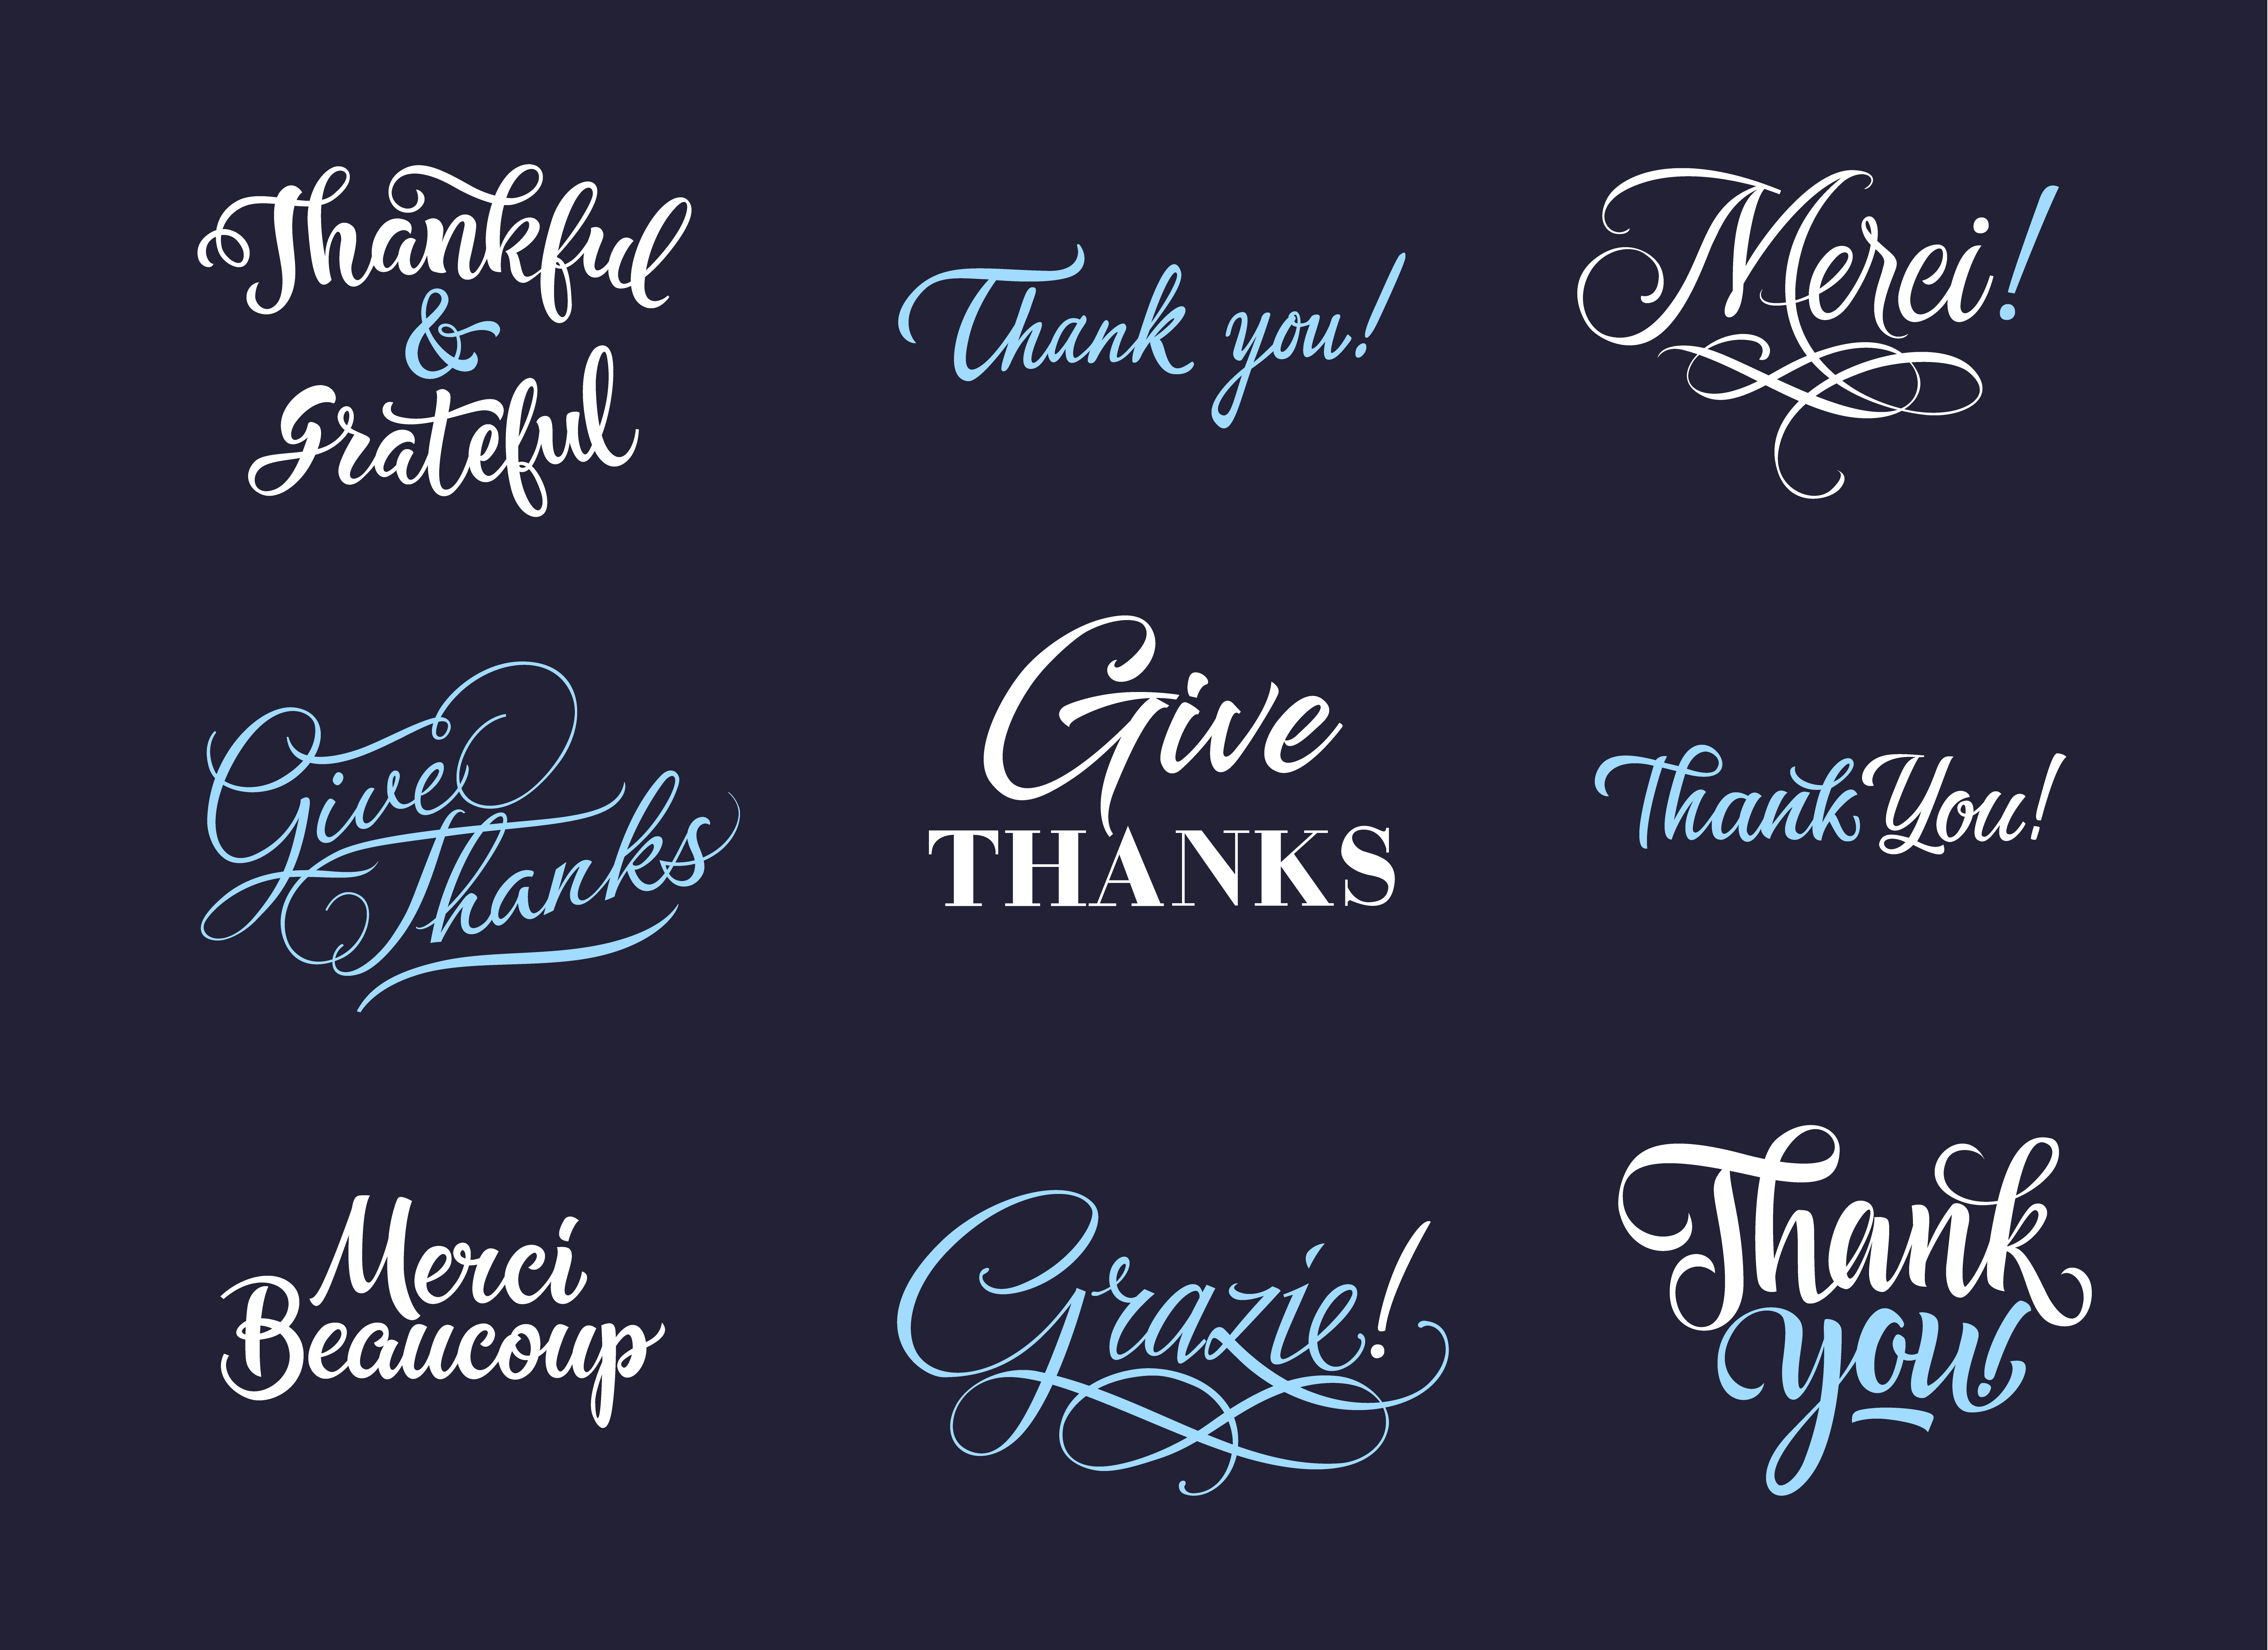 Thankful
&
Grateful
Thank you!
Merci!
Give
Thanks
Give
THANKS
Thank You!
Merci
Beaucoup
Grazie!
Thank
you!